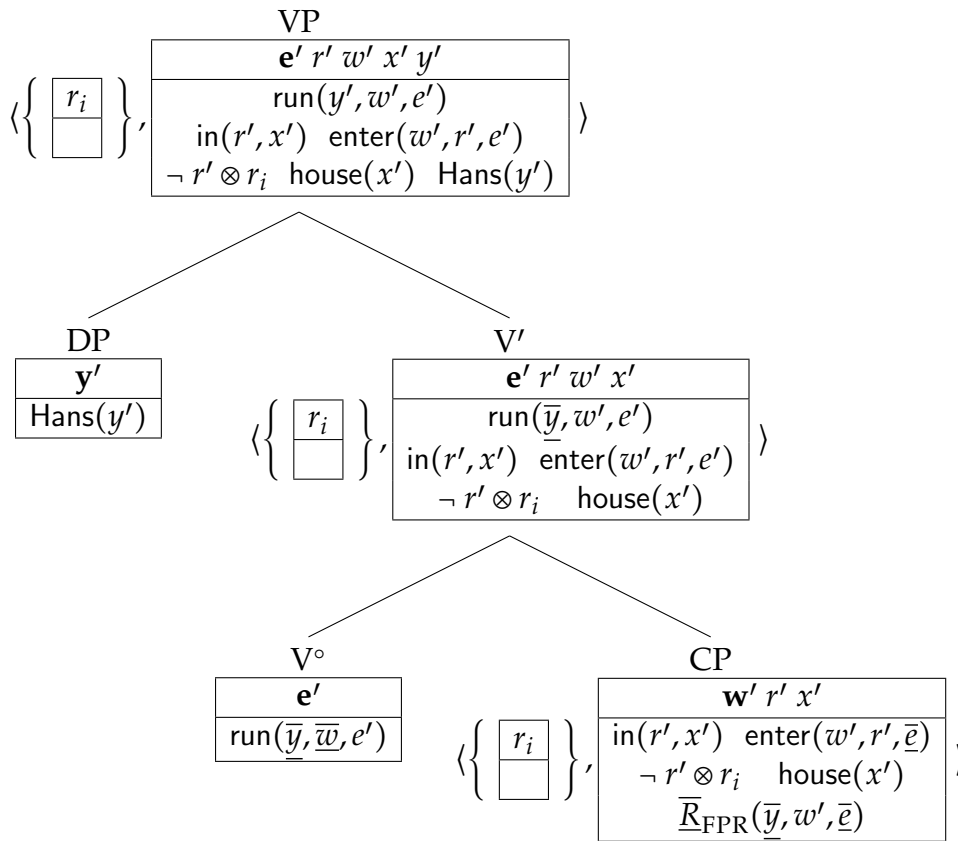 VP
⟨{ r_i }, 𝐞′ r′ w′ x′ y′ ⟩
run(y′, w′, e′)
in(r′, x′) enter(w′, r′, e′)
¬ r′ ⊗ r_i house(x′) Hans(y′)
DP
𝐲′
Hans(y′)
V′
⟨{ r_i }, 𝐞′ r′ w′ x′ ⟩
run(y̲̲̅, w′, e′)
in(r′, x′) enter(w′, r′, e′)
¬ r′ ⊗ r_i house(x′)
V°
𝐞′
run(y̲̲̅, w̲̅, e′)
CP
⟨{ r_i }, 𝐰′ r′ x′ ⟩
in(r′, x′) enter(w′, r′, e̲̅)
¬ r′ ⊗ r_i house(x′)
R̲̅_FPR(y̲̲̅, w′, e̲̅)